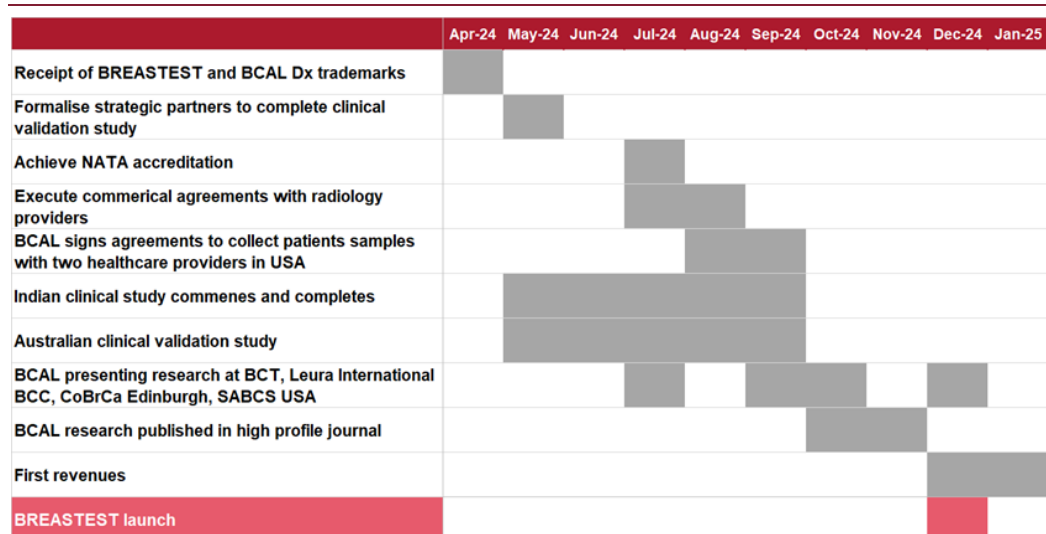 Apr-24 May-24 Jun-24 Jul-24 Aug-24 Sep-24 Oct-24 Nov-24 Dec-24 Jan-25
Receipt of BREASTEST and BCAL Dx trademarks
Formalise strategic partners to complete clinical
validation study
Achieve NATA accreditation
Execute commerical agreements with radiology
providers
BCAL signs agreements to collect patients samples
with two healthcare providers in USA
Indian clinical study commenes and completes
Australian clinical validation study
BCAL presenting research at BCT, Leura International
BCC, CoBrCa Edinburgh, SABCS USA
BCAL research published in high profile journal
First revenues
BREASTEST launch